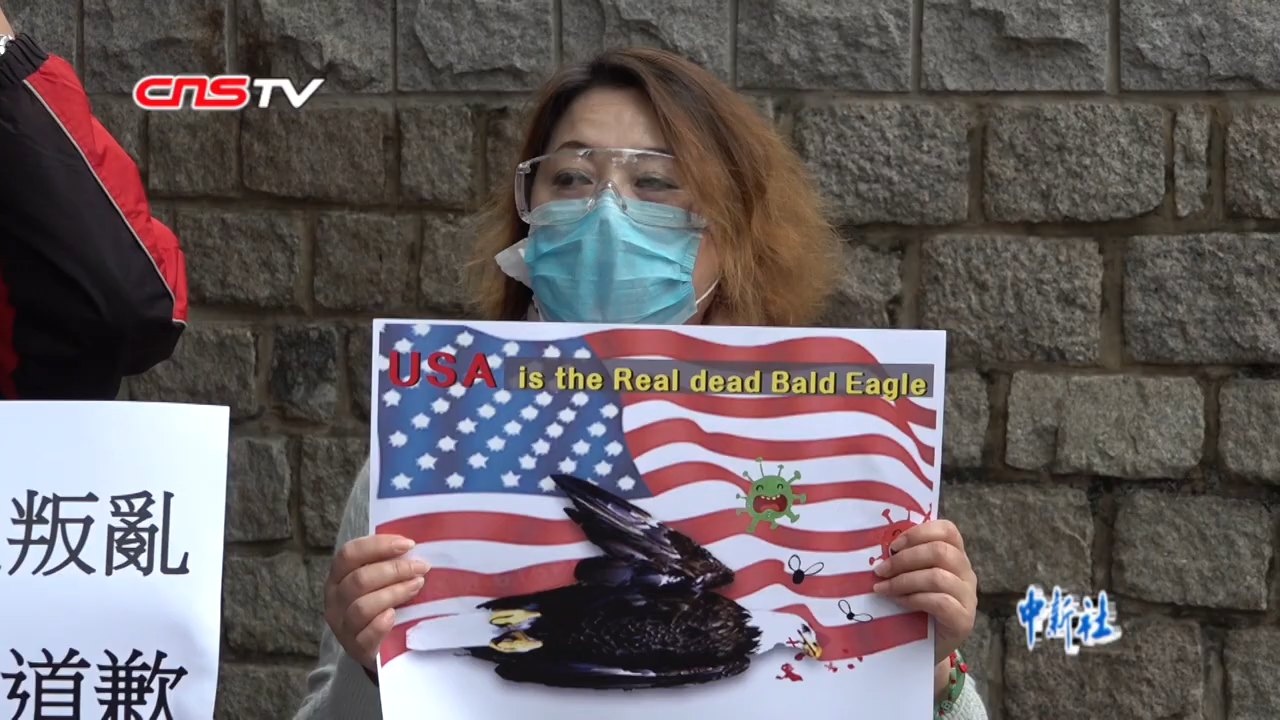 CNSTV
USA is the Real dead Bald Eagle
叛亂
道歉
中新社